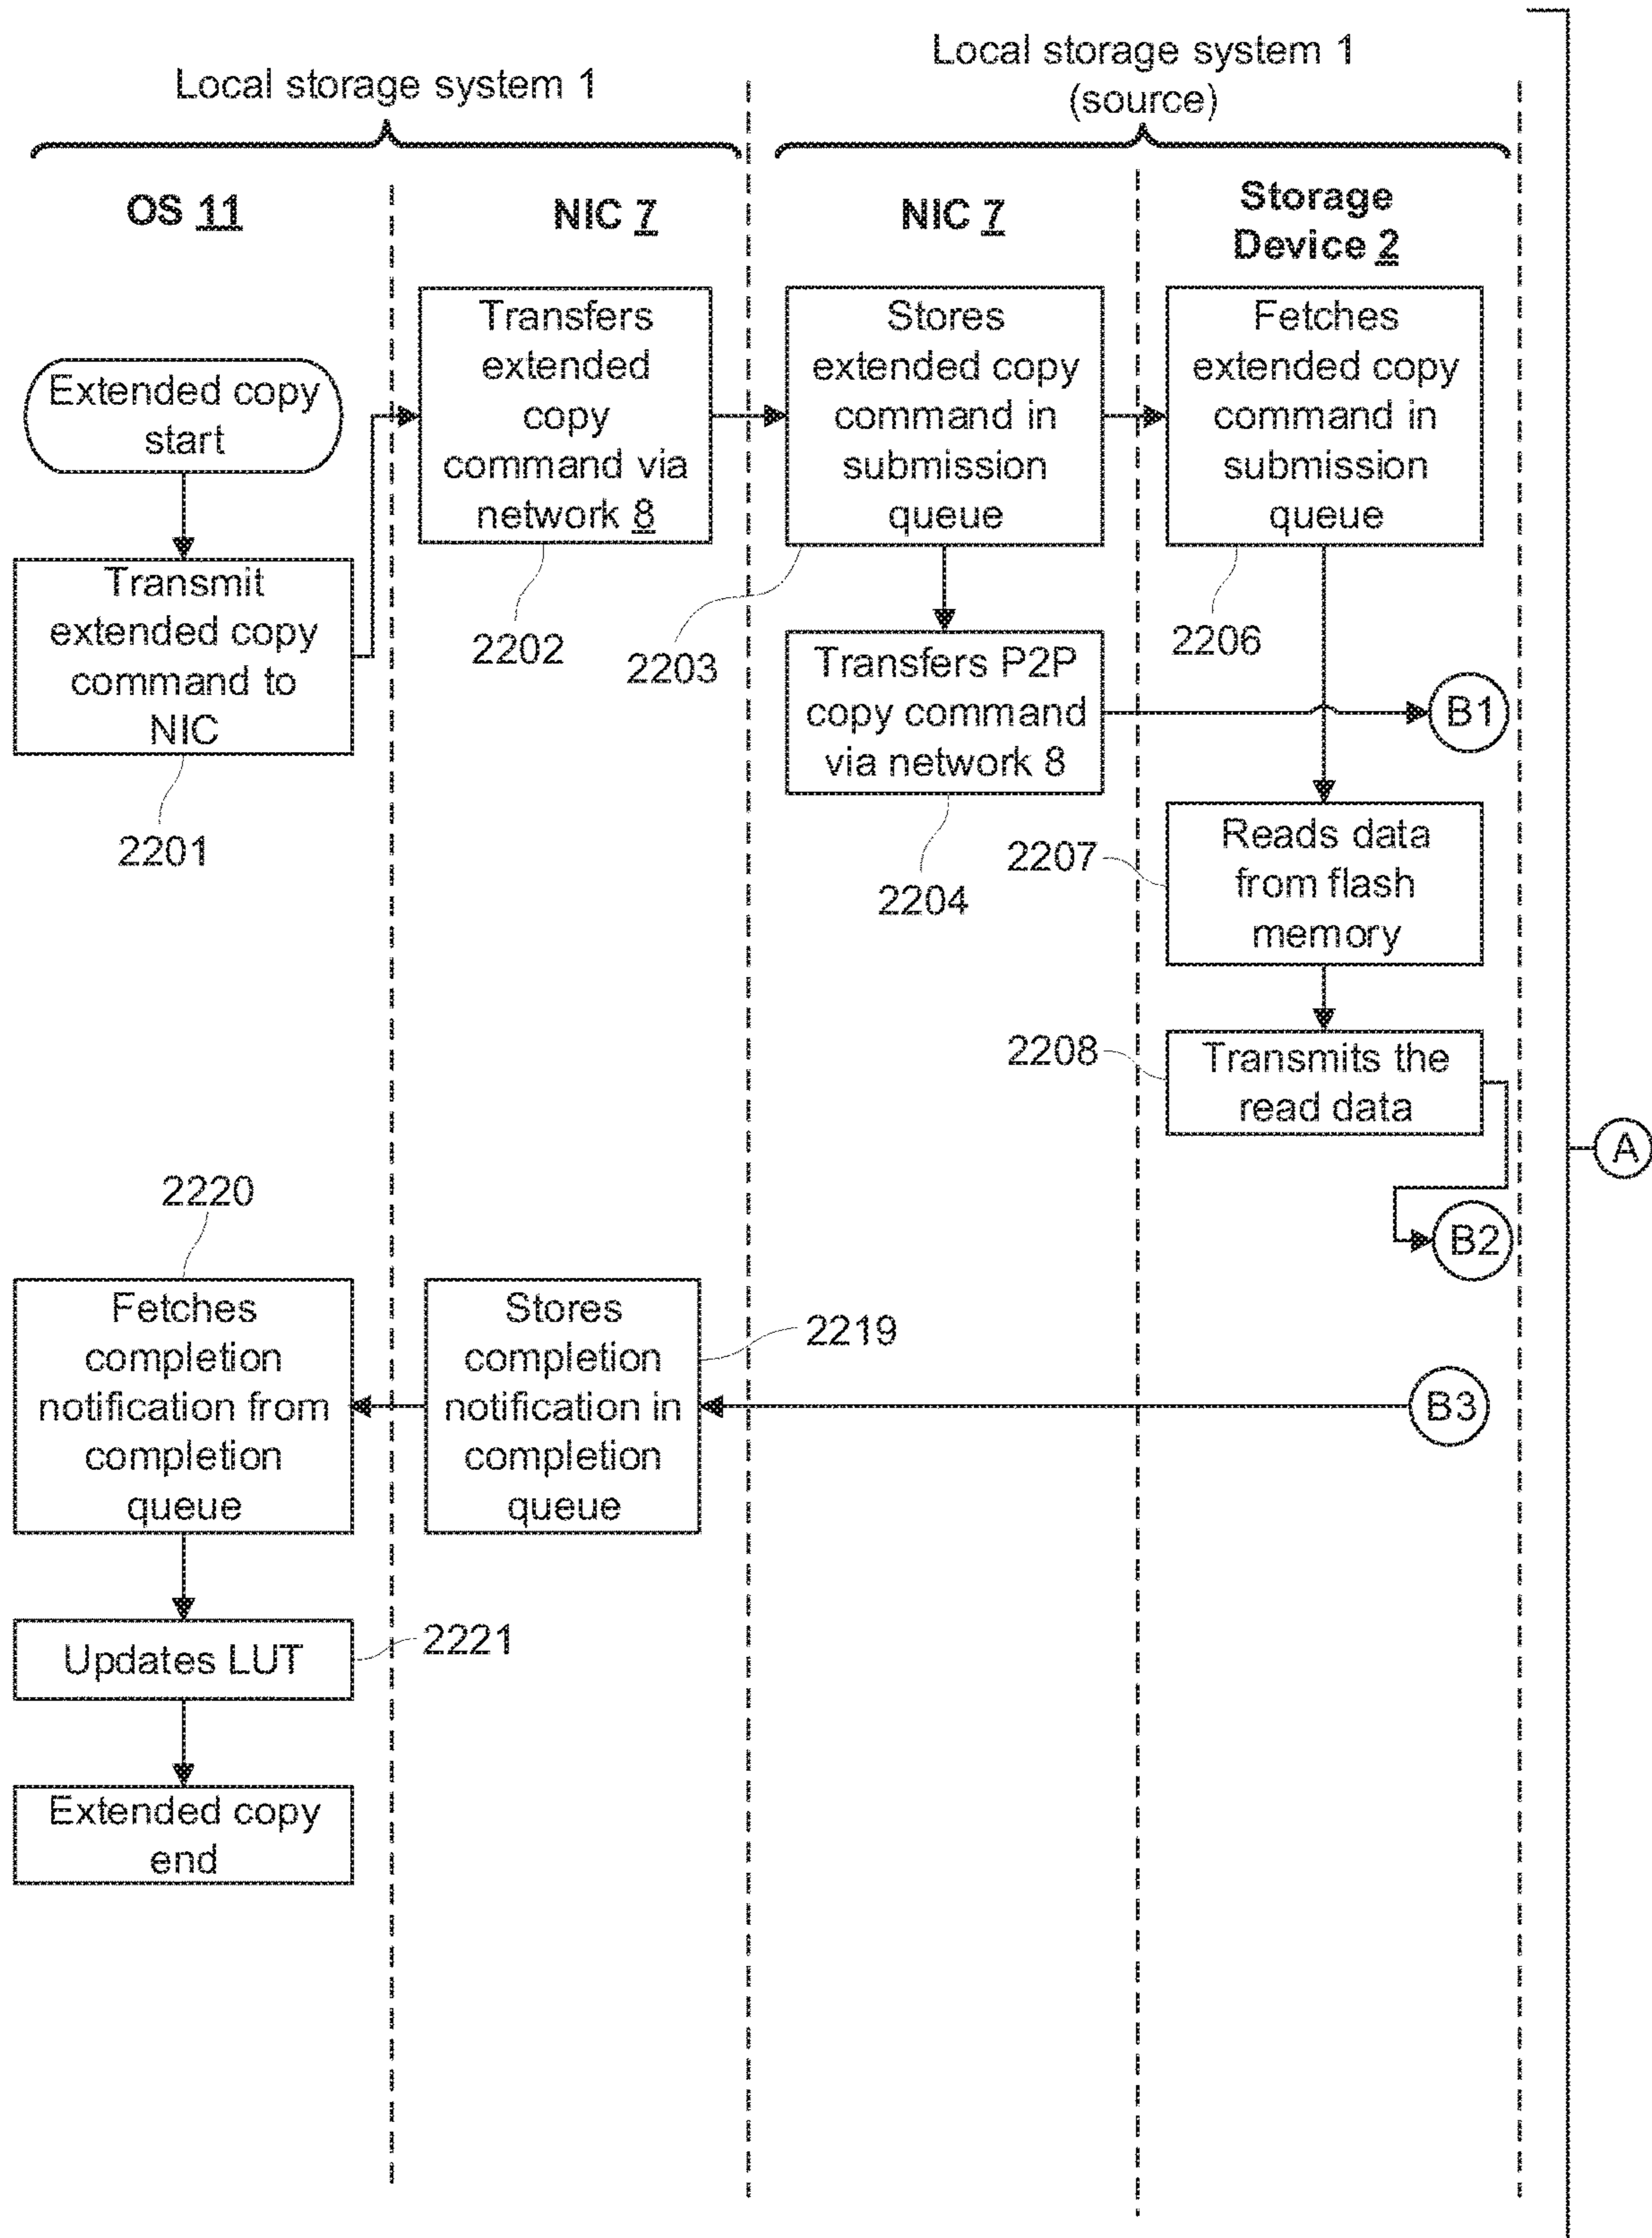 Local storage system 1
Local storage system 1
(source)
OS 11
NIC 7
NIC 7
Storage
Device 2
Extended copy
start
Transmit
extended copy
command to
NIC
2201
Transfers
extended
copy
command via
network 8
2202
Stores
extended copy
command in
submission
queue
2203
Transfers P2P
copy command
via network 8
2204
Fetches
extended copy
command in
submission
queue
2206
B1
2207
Reads data
from flash
memory
2208
Transmits the
read data
A
B2
2220
Fetches
completion
notification from
completion
queue
Stores
completion
notification in
completion
queue
2219
B3
Updates LUT
2221
Extended copy
end